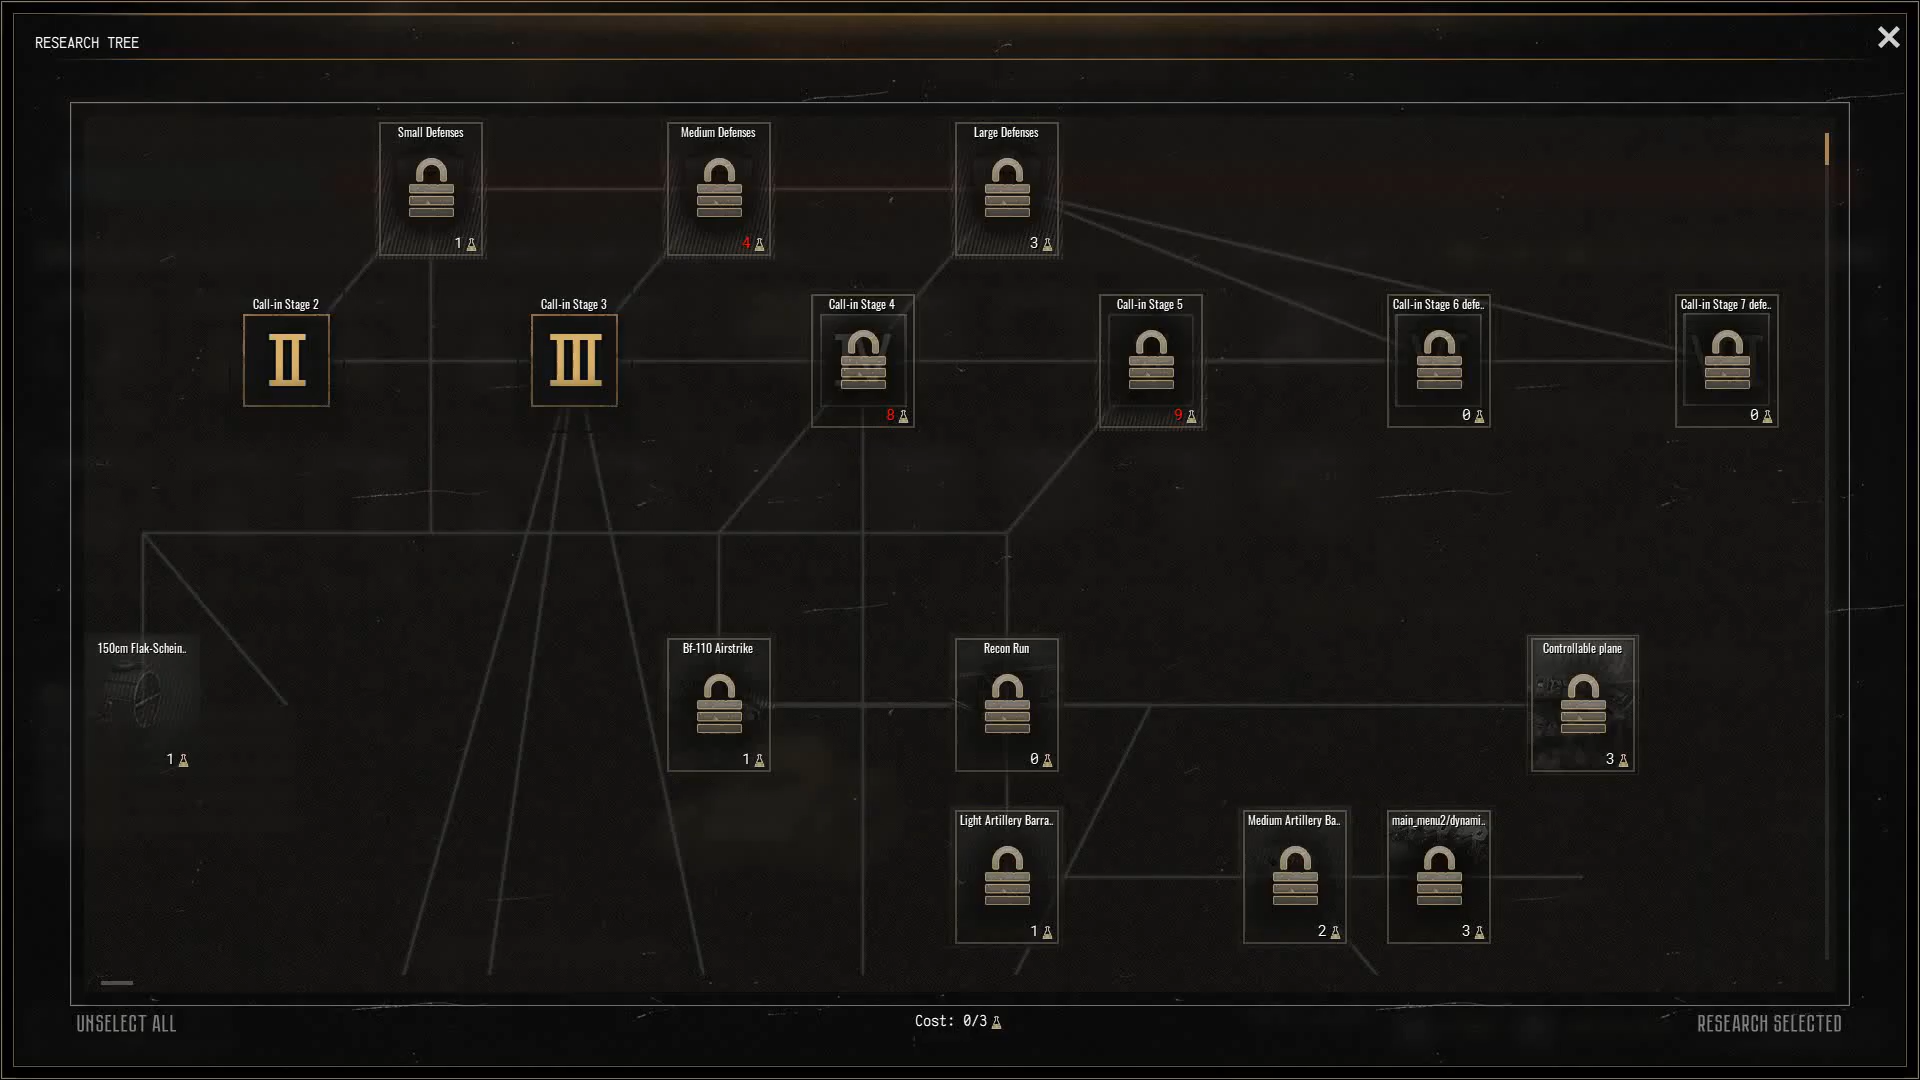 RESEARCH TREE
Small Defenses
Medium Defenses
Large Defenses
1
4
3
Call-in Stage 2
Call-in Stage 3
Call-in Stage 4
Call-in Stage 5
Call-in Stage 6 defe..
Call-in Stage 7 defe..
II
III
8
9
0
0
150cm Flak-Schein..
Bf-110 Airstrike
Recon Run
Controllable plane
1
1
0
3
Light Artillery Barra..
Medium Artillery Ba..
main_menu2/dynami..
1
2
3
UNSELECT ALL
Cost: 0/3
RESEARCH SELECTED